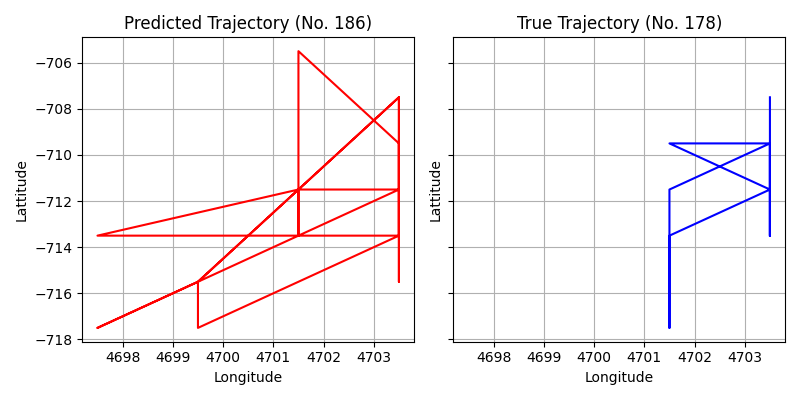 Predicted Trajectory (No. 186)
True Trajectory (No. 178)
−706
−708
−710
−712
−714
−716
−718
Lattitude
Lattitude
4698 4699 4700 4701 4702 4703
4698 4699 4700 4701 4702 4703
Longitude
Longitude